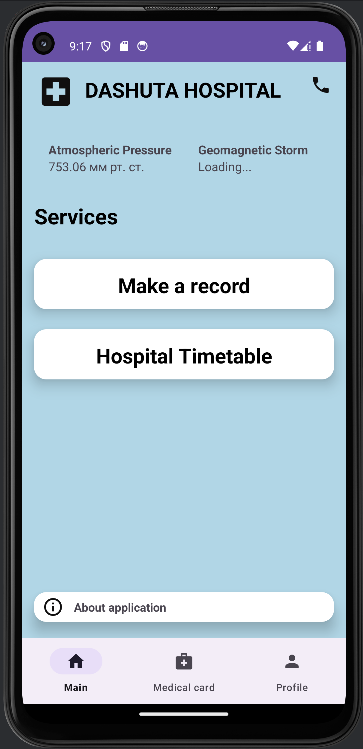 9:17
DASHUTA HOSPITAL
Atmospheric Pressure
753.06 мм рт. ст.
Geomagnetic Storm
Loading...
Services
Make a record
Hospital Timetable
About application
Main
Medical card
Profile